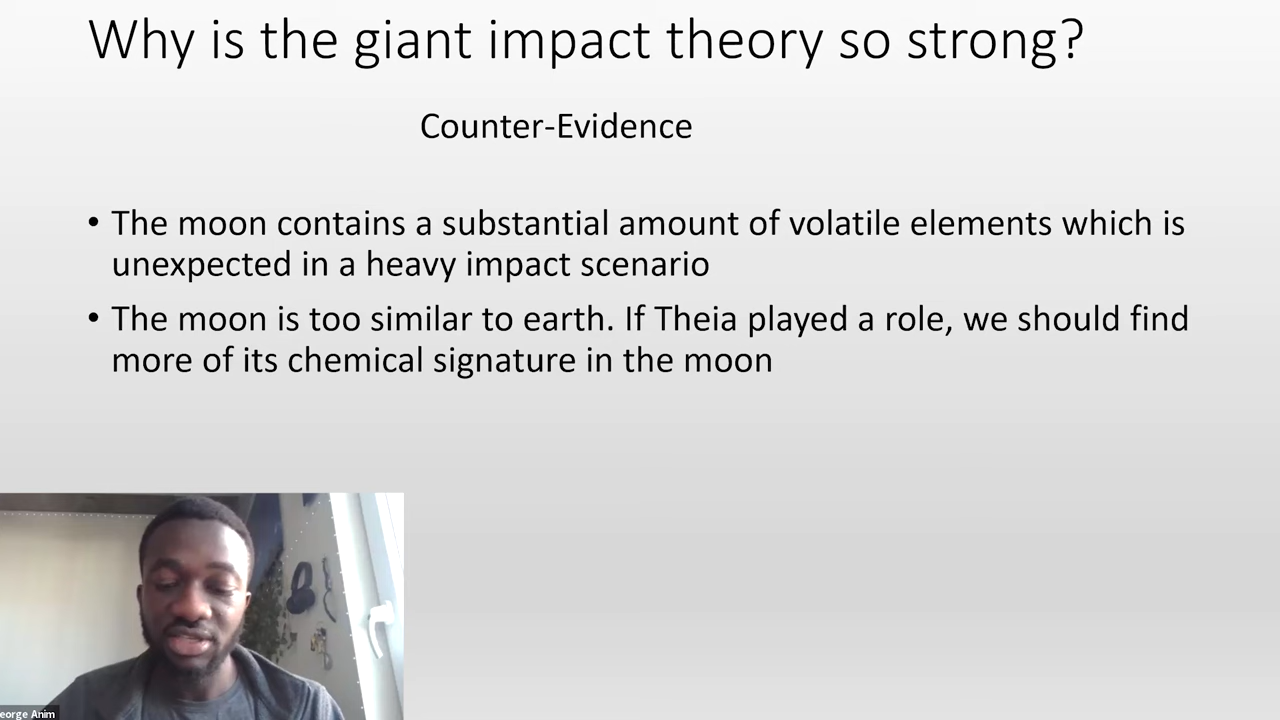 Why is the giant impact theory so strong?
Counter-Evidence
• The moon contains a substantial amount of volatile elements which is
unexpected in a heavy impact scenario
• The moon is too similar to earth. If Theia played a role, we should find
more of its chemical signature in the moon
eorge Anim